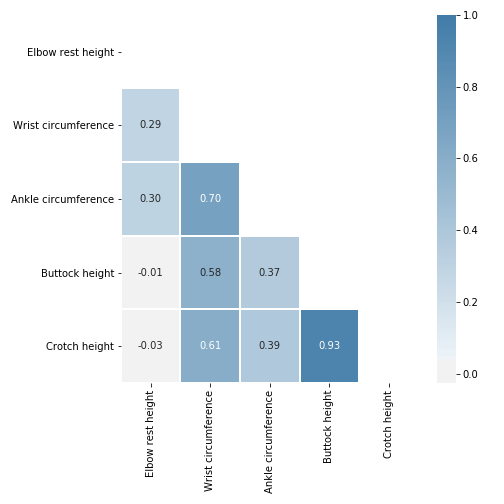 1.0
Elbow rest height
0.8
Wrist circumference 0.29
0.6
Ankle circumference 0.30 0.70
0.4
Buttock height -0.01 0.58 0.37
0.2
Crotch height -0.03 0.61 0.39 0.93
0.0
Elbow rest height
Wrist circumference
Ankle circumference
Buttock height
Crotch height